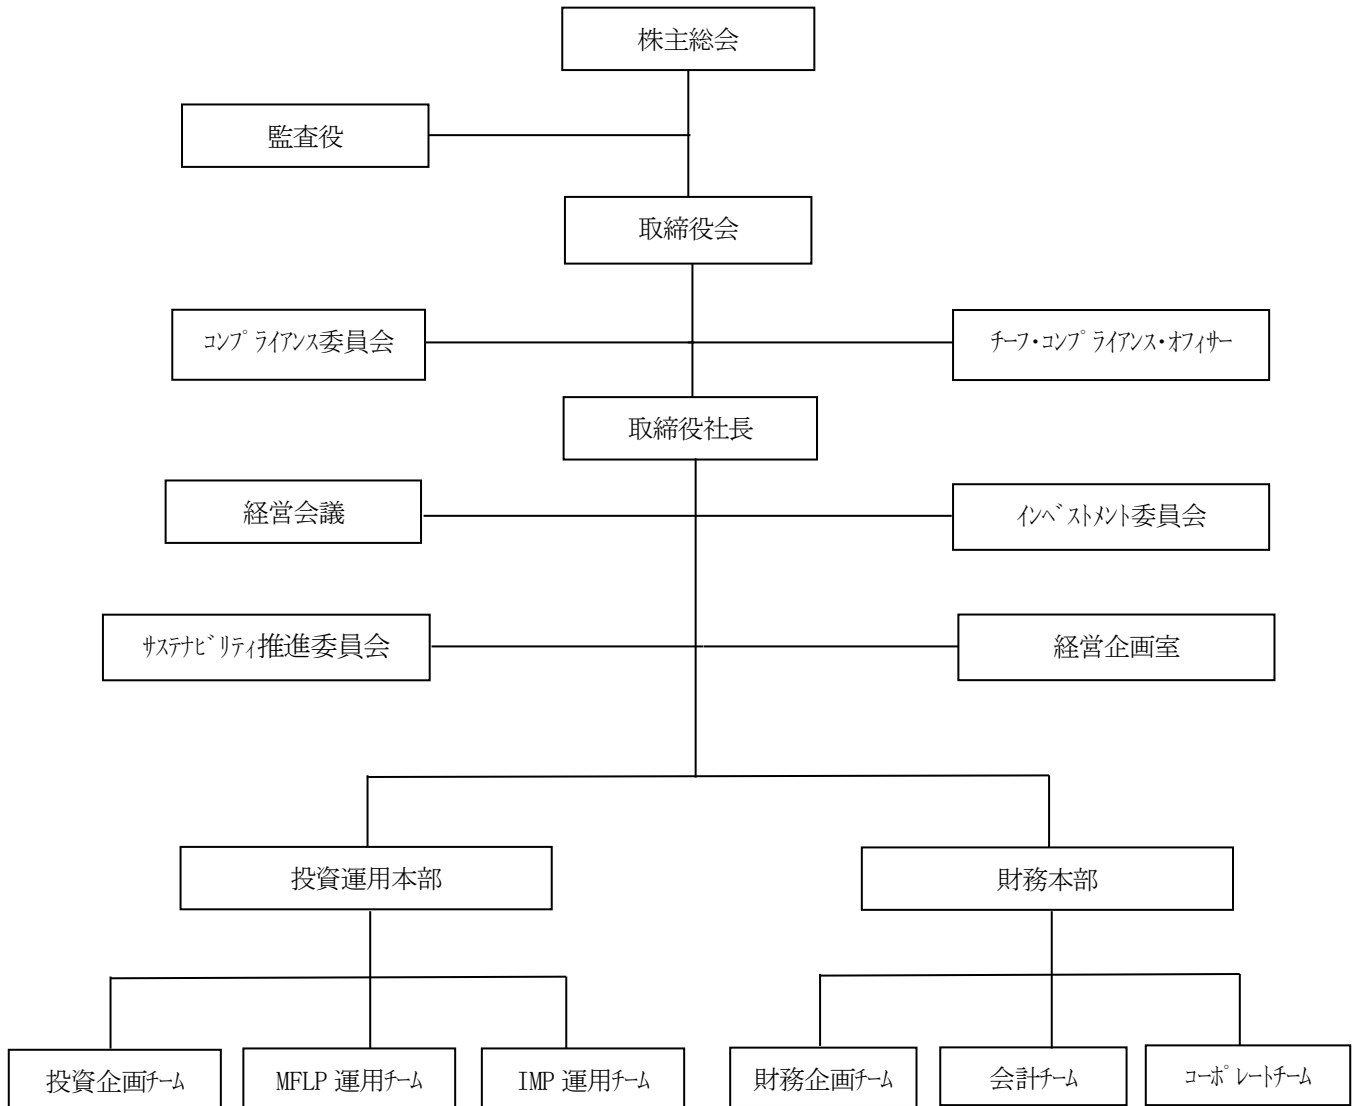 株主総会
監査役
取締役会
ｺﾝﾌﾟﾗｲｱﾝｽ委員会
ﾁｰﾌ・ｺﾝﾌﾟﾗｲｱﾝｽ・ｵﾌｨｻｰ
取締役社長
経営会議
ｲﾝﾍﾞｽﾄﾒﾝﾄ委員会
ｻｽﾃﾅﾋﾞﾘﾃｨ推進委員会
経営企画室
投資運用本部
財務本部
投資企画ﾁｰﾑ
MFLP 運用ﾁｰﾑ
IMP 運用ﾁｰﾑ
財務企画ﾁｰﾑ
会計ﾁｰﾑ
ｺｰﾎﾟﾚｰﾄﾁｰﾑ